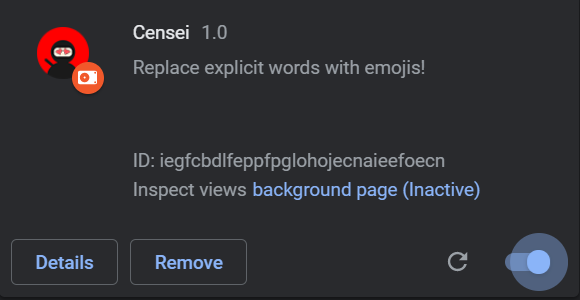 Censei 1.0
Replace explicit words with emojis!
ID: iegfcbdlfeppfpglohojecnaieefoecn
Inspect views background page (Inactive)
Details Remove